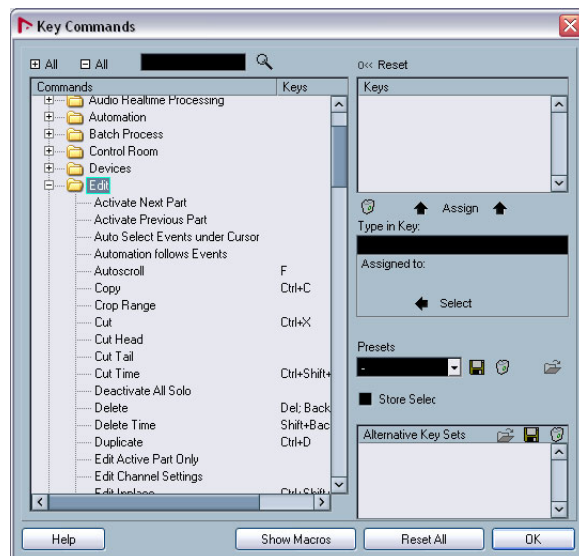 Key Commands
All All
Commands Keys
Audio Realtime Processing
Automation
Batch Process
Control Room
Devices
Edit
Activate Next Part
Activate Previous Part
Auto Select Events under Cursor
Automation follows Events
Autoscroll F
Copy Ctrl+C
Crop Range
Cut Ctrl+X
Cut Head
Cut Tail
Cut Time Ctrl+Shift+
Deactivate All Solo
Delete Del; Back
Delete Time Shift+Bac
Duplicate Ctrl+D
Edit Active Part Only
Edit Channel Settings
Edit Inplace Ctrl+Shift+
0<< Reset
Keys
Assign
Type in Key:
Assigned to:
Select
Presets
-
Store Selec
Alternative Key Sets
Help Show Macros Reset All OK